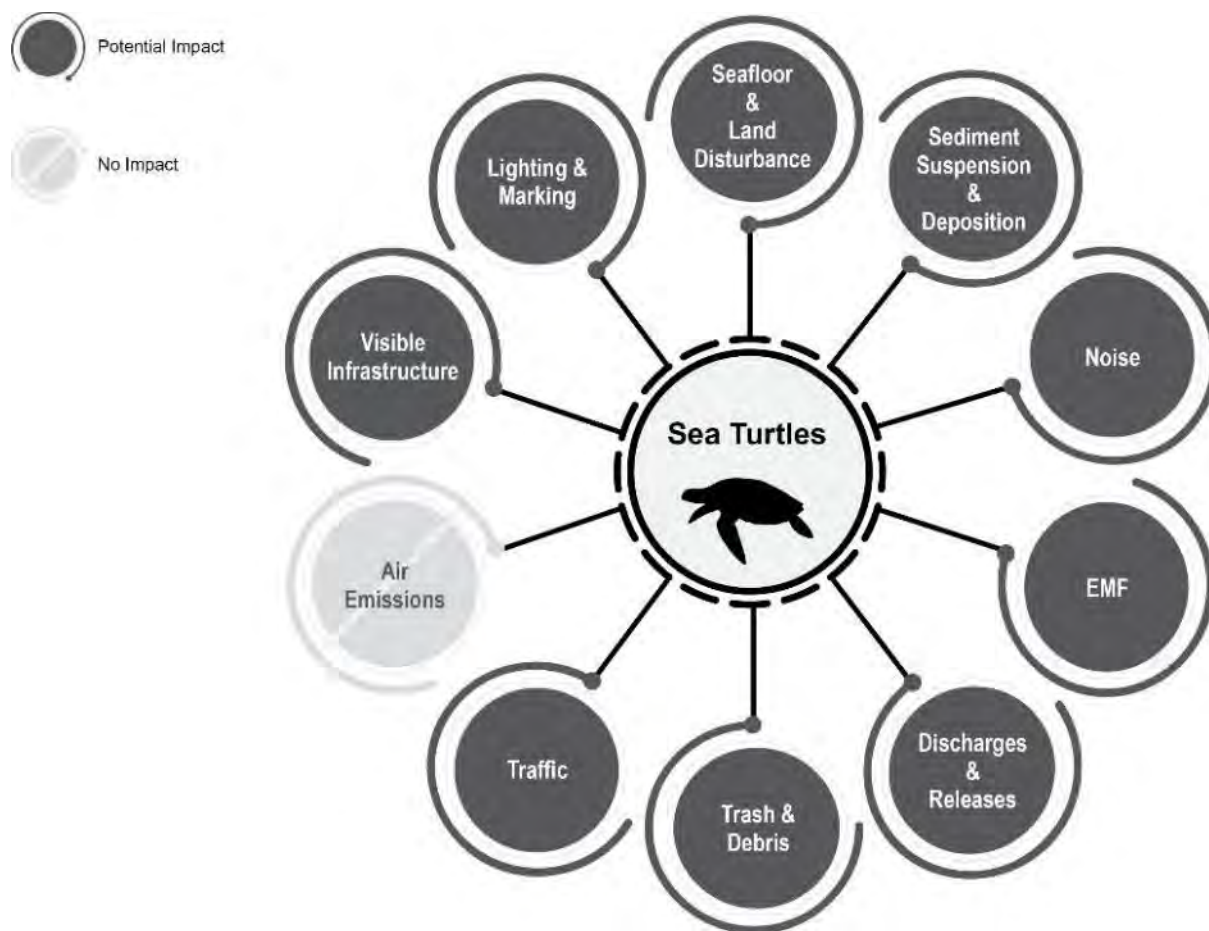 Potential Impact
No Impact
Seafloor
&
Land
Disturbance
Sediment
Suspension
&
Deposition
Noise
EMF
Discharges
&
Releases
Trash &
Debris
Traffic
Air
Emissions
Visible
Infrastructure
Lighting &
Marking
Sea Turtles